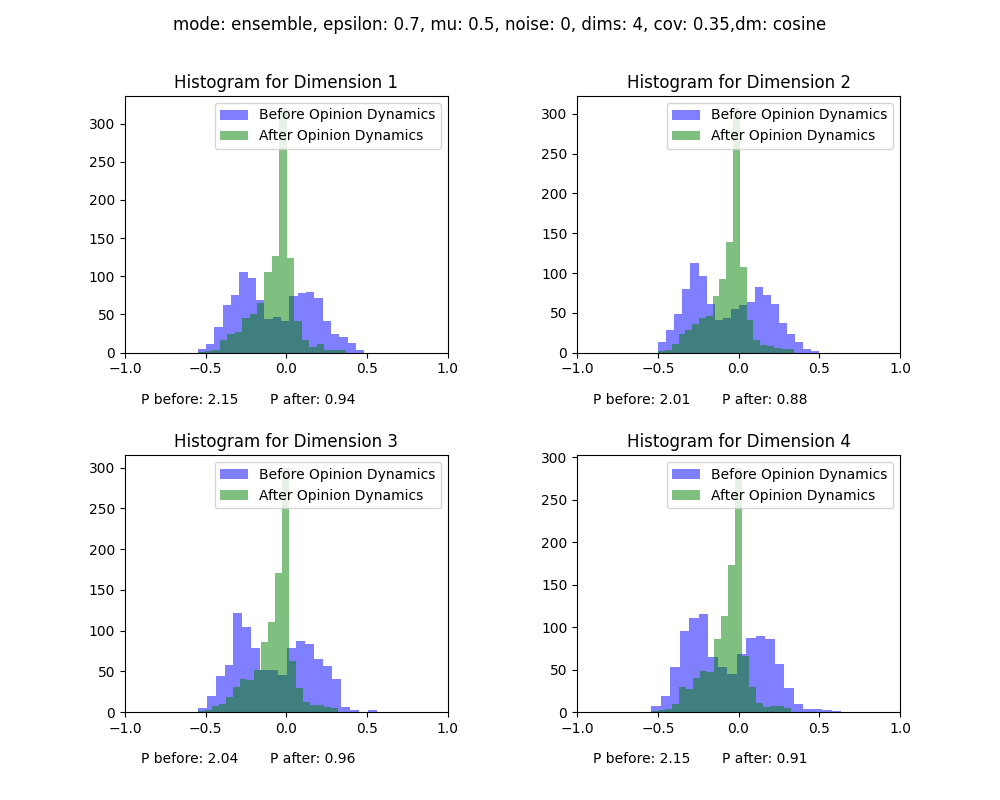 mode: ensemble, epsilon: 0.7, mu: 0.5, noise: 0, dims: 4, cov: 0.35,dm: cosine
Histogram for Dimension 1
Before Opinion Dynamics
After Opinion Dynamics
300
250
200
150
100
50
0
−1.0 −0.5 0.0 0.5 1.0
P before: 2.15 P after: 0.94
Histogram for Dimension 2
Before Opinion Dynamics
After Opinion Dynamics
300
250
200
150
100
50
0
−1.0 −0.5 0.0 0.5 1.0
P before: 2.01 P after: 0.88
Histogram for Dimension 3
Before Opinion Dynamics
After Opinion Dynamics
300
250
200
150
100
50
0
−1.0 −0.5 0.0 0.5 1.0
P before: 2.04 P after: 0.96
Histogram for Dimension 4
Before Opinion Dynamics
After Opinion Dynamics
300
250
200
150
100
50
0
−1.0 −0.5 0.0 0.5 1.0
P before: 2.15 P after: 0.91